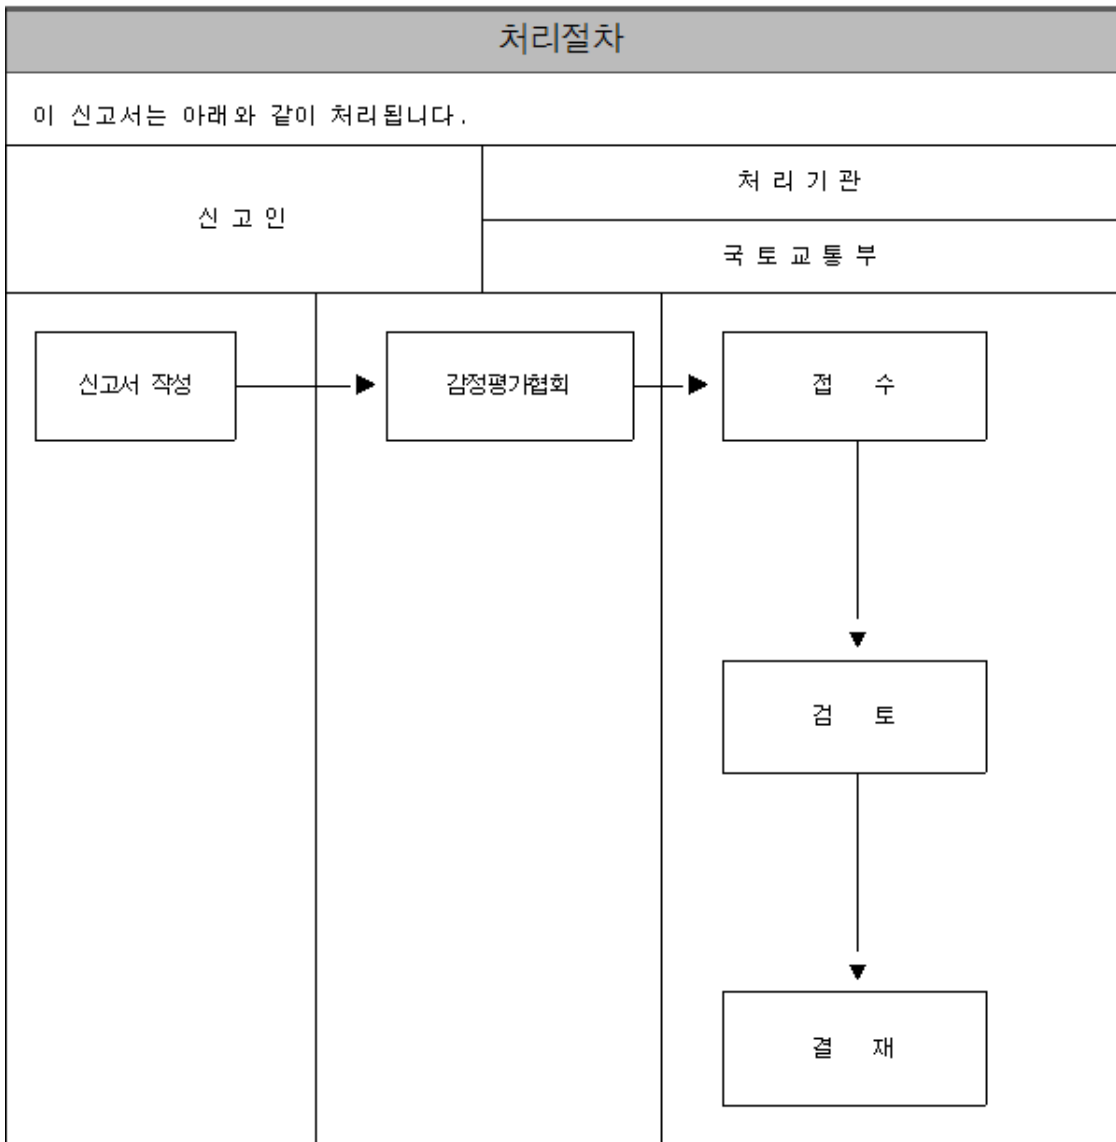 처리절차
이 신고서는 아래와 같이 처리됩니다.
신 고 인
처 리 기 관
국 토 교 통 부
신고서 작성
감정평가협회
접 수
검 토
결 재